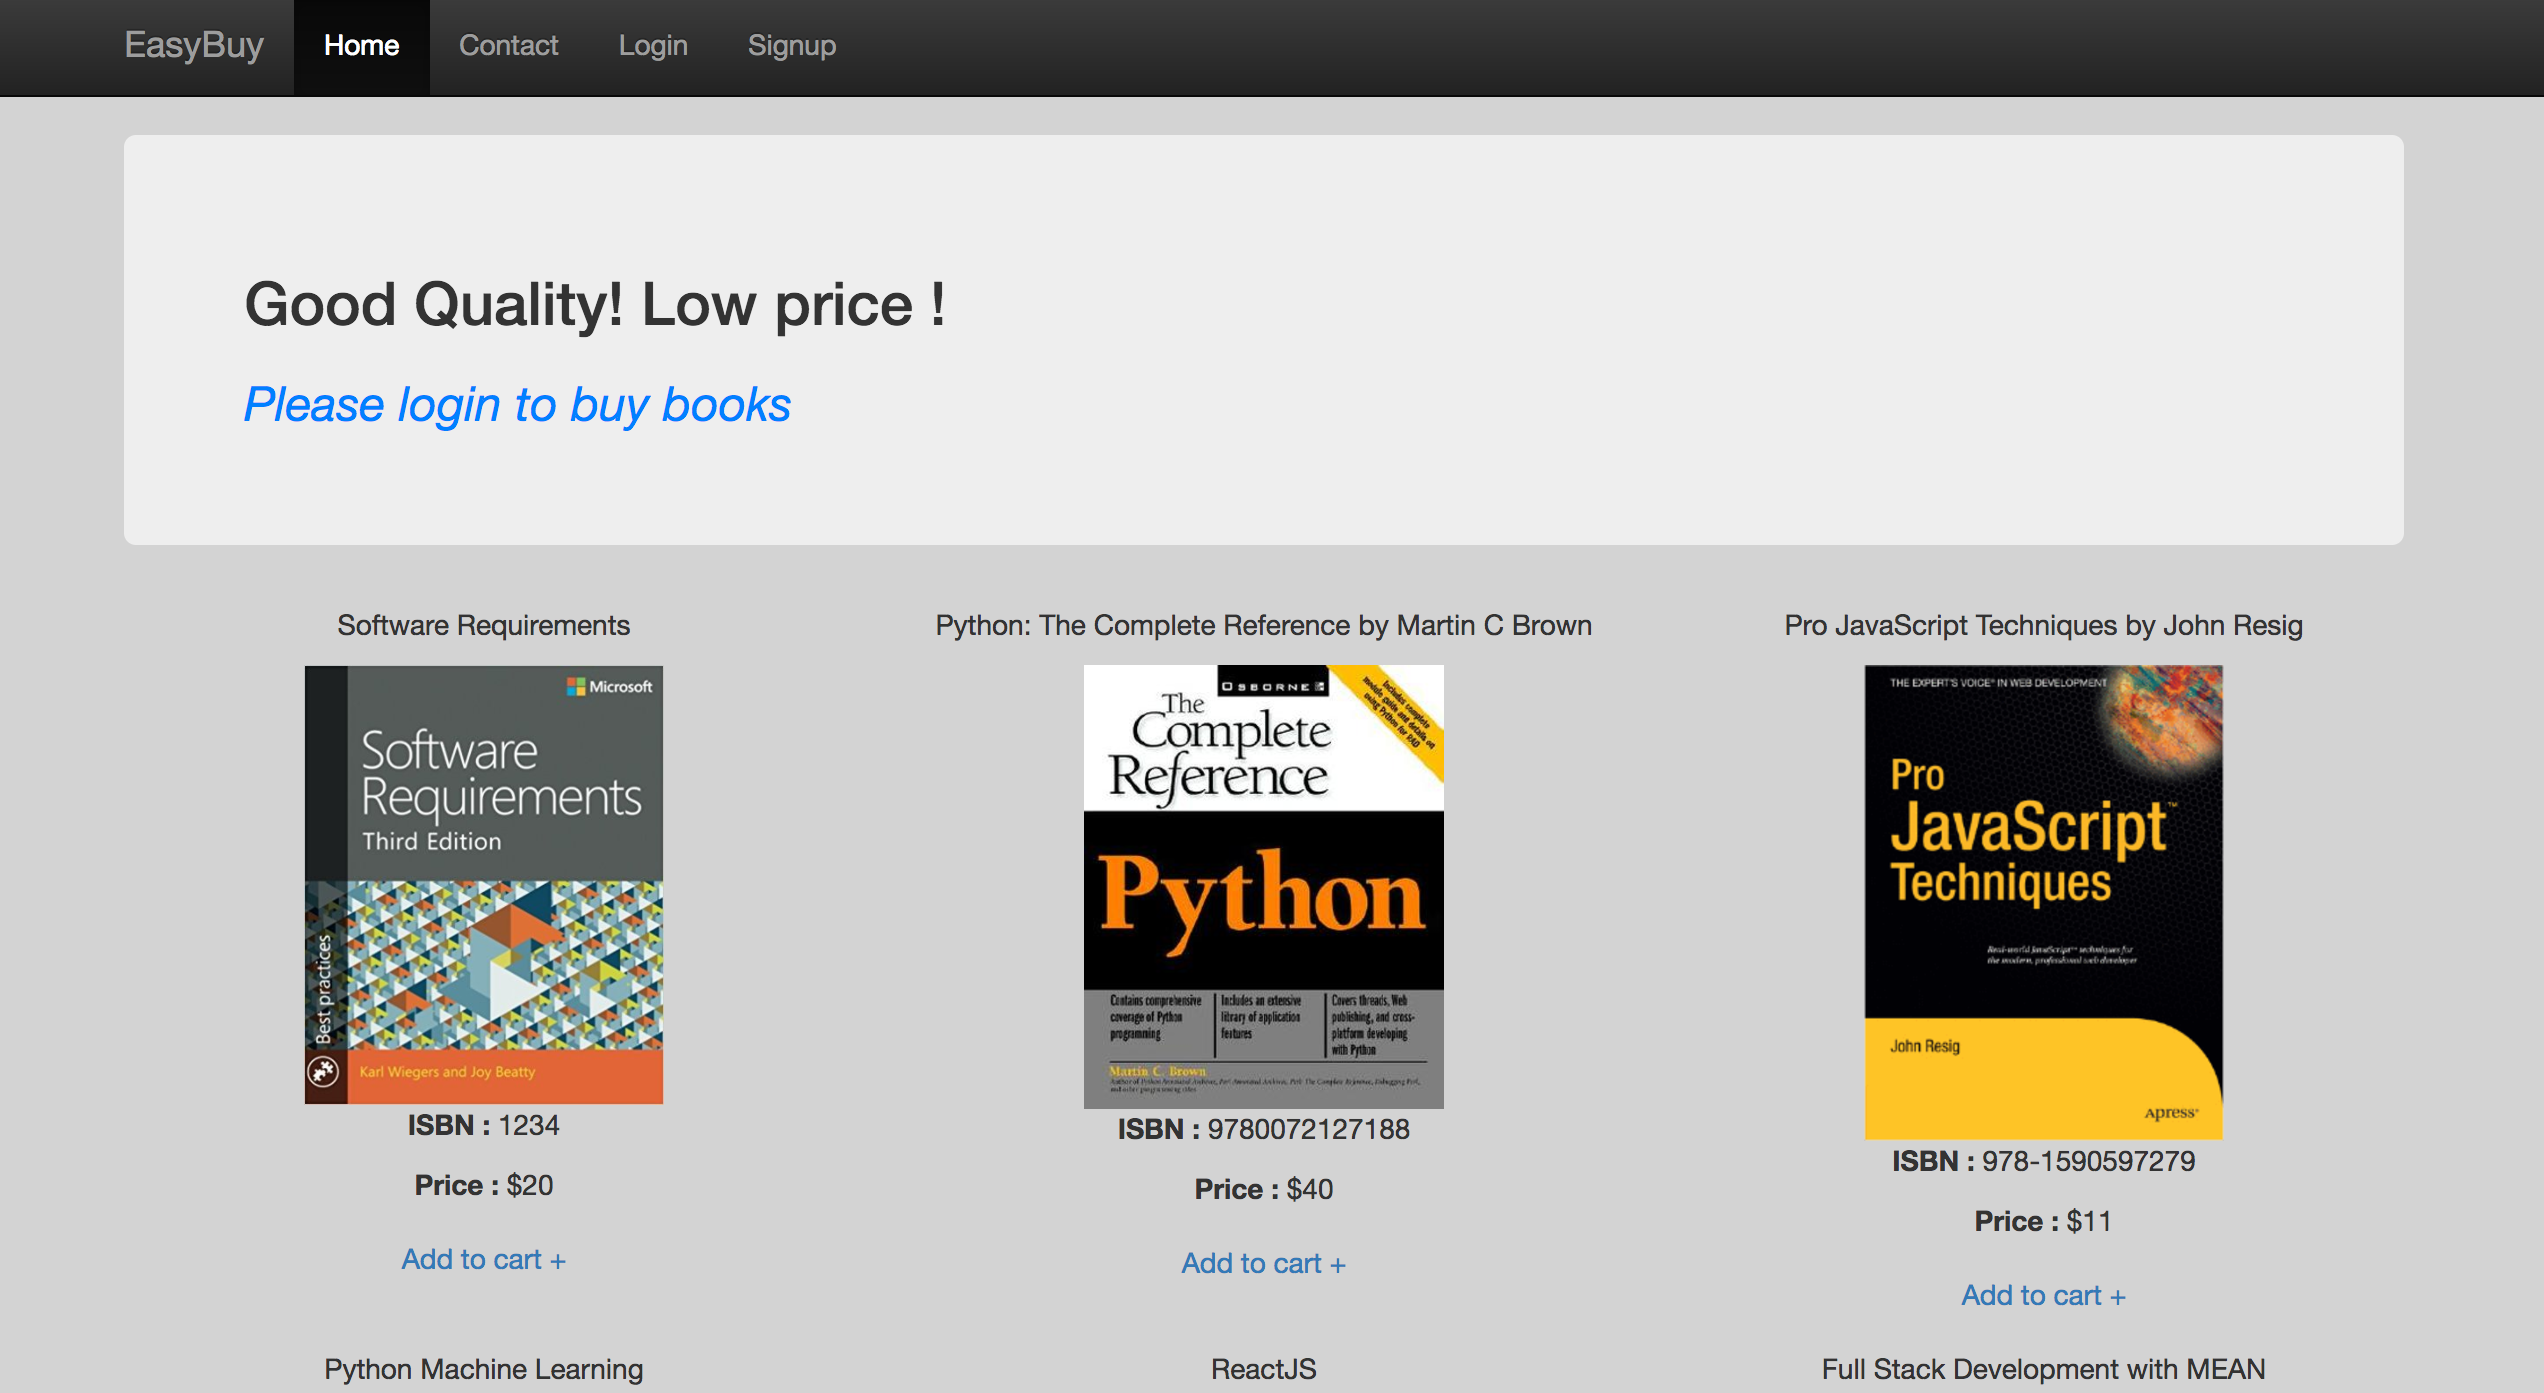 EasyBuy Home Contact Login Signup
Good Quality! Low price !
Please login to buy books
Software Requirements
Microsoft
Software
Requirements
Third Edition
Best practices
Karl Wiegers and Joy Beatty
ISBN : 1234
Price : $20
Add to cart +
Python: The Complete Reference by Martin C Brown
OSBORNE
Includes complete
module guide and details on
using Python for RAD
The
Complete
Reference
Python
Contains comprehensive
coverage of Python
programming
Includes an extensive
library of application
features
Covers threads, Web
publishing, and cross-
platform developing
with Python
Martin C. Brown
ISBN : 9780072127188
Price : $40
Add to cart +
Pro JavaScript Techniques by John Resig
THE EXPERT'S VOICE® IN WEB DEVELOPMENT
Pro
JavaScript™
Techniques
Real-world JavaScript™ techniques for
the modern, professional web developer
John Resig
Apress®
ISBN : 978-1590597279
Price : $11
Add to cart +
Python Machine Learning
ReactJS
Full Stack Development with MEAN